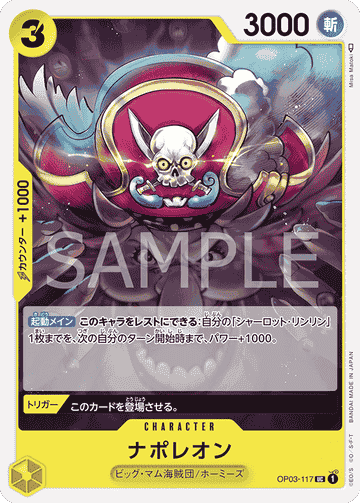 3
3000
斬
Miss Matoki
カウンター +1000
SAMPLE
起動メイン このキャラをレストにできる:自分の「シャーロット・リンリン」
1枚までを、次の自分のターン開始時まで、パワー+1000。
トリガー このカードを登場させる。
CHARACTER
ナポレオン
ビッグ・マム海賊団/ホーミーズ
©E.O/S ©O./S・F・T
BANDAI MADE IN JAPAN
OP03-117 UC 1